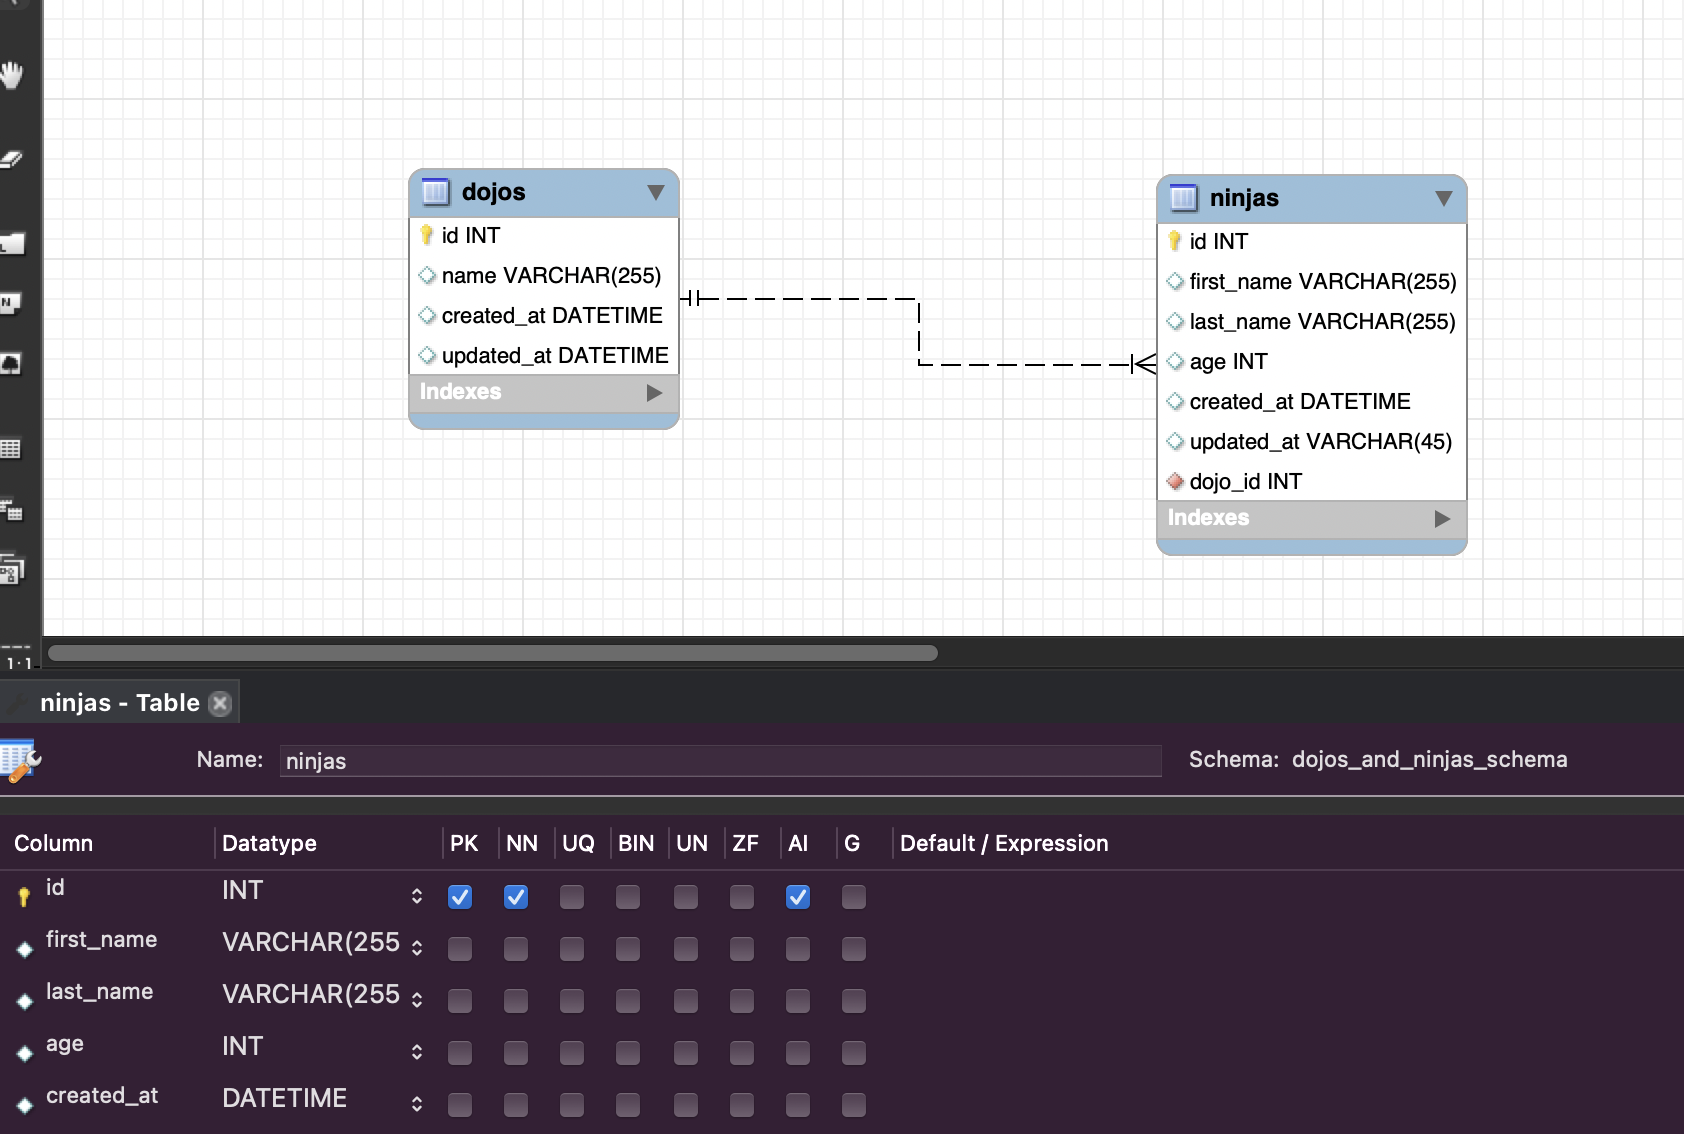 dojos
id INT
name VARCHAR(255)
created_at DATETIME
updated_at DATETIME
Indexes
ninjas
id INT
first_name VARCHAR(255)
last_name VARCHAR(255)
age INT
created_at DATETIME
updated_at VARCHAR(45)
dojo_id INT
Indexes
L
N
1:1
ninjas - Table
Name: ninjas
Schema: dojos_and_ninjas_schema
Column Datatype PK NN UQ BIN UN ZF AI G Default / Expression
id INT
first_name VARCHAR(255
last_name VARCHAR(255
age INT
created_at DATETIME